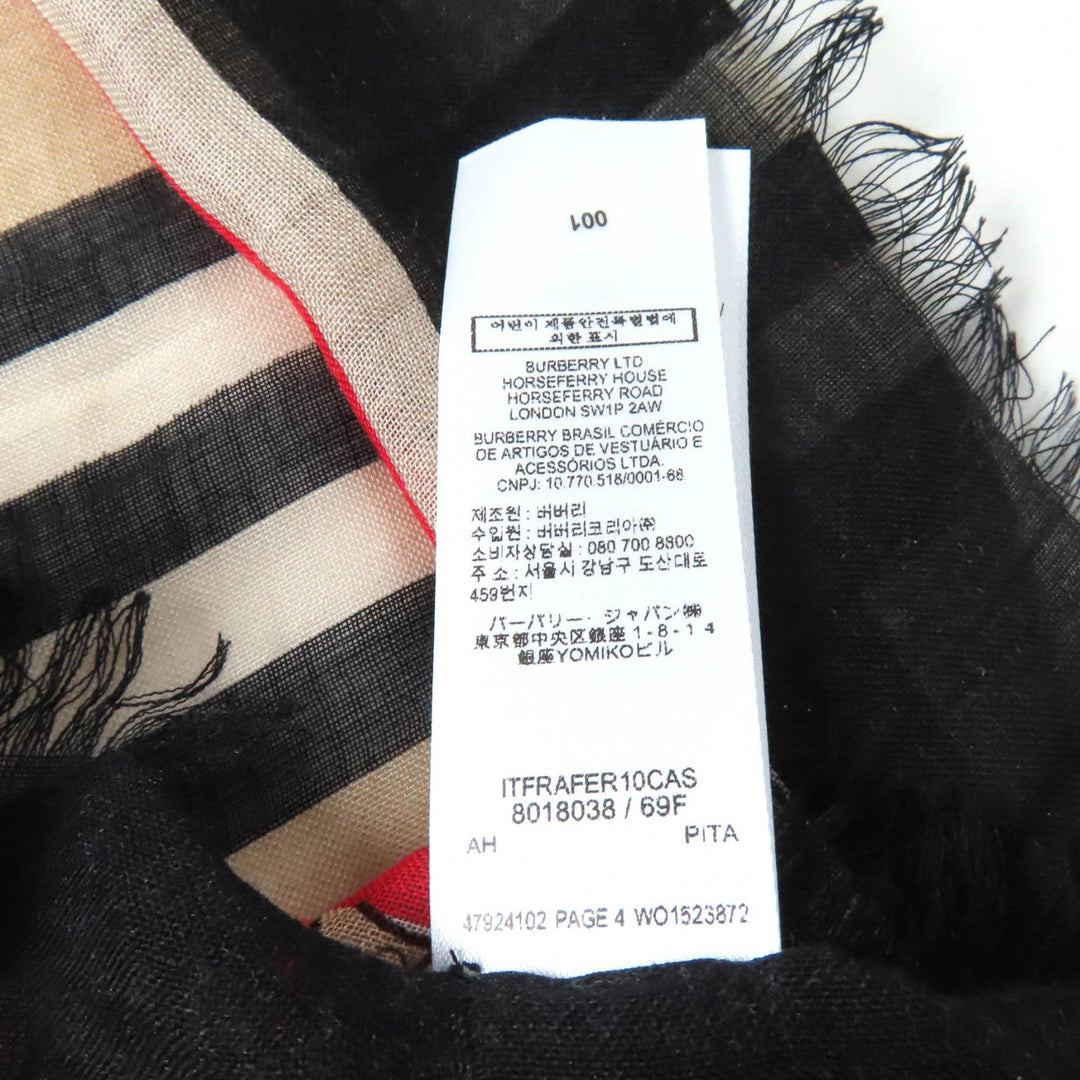 001
어린이 제품안전특별법에
의한 표시
BURBERRY LTD
HORSEFERRY HOUSE
HORSEFERRY ROAD
LONDON SW1P 2AW
BURBERRY BRASIL COMÉRCIO
DE ARTIGOS DE VESTUÁRIO E
ACESSÓRIOS LTDA.
CNPJ: 10.770.518/0001-68
제조원 : 버버리
수입원 : 버버리코리아㈜
소비자상담실 : 080 700 8800
주 소 : 서울시 강남구 도산대로
459번지
バーバリー・ジャパン㈱
東京都中央区銀座 1-8-14
銀座YOMIKOビル
ITFRAFER10CAS
8018038 / 69F
AH PITA
47924102 PAGE 4 WO1523872